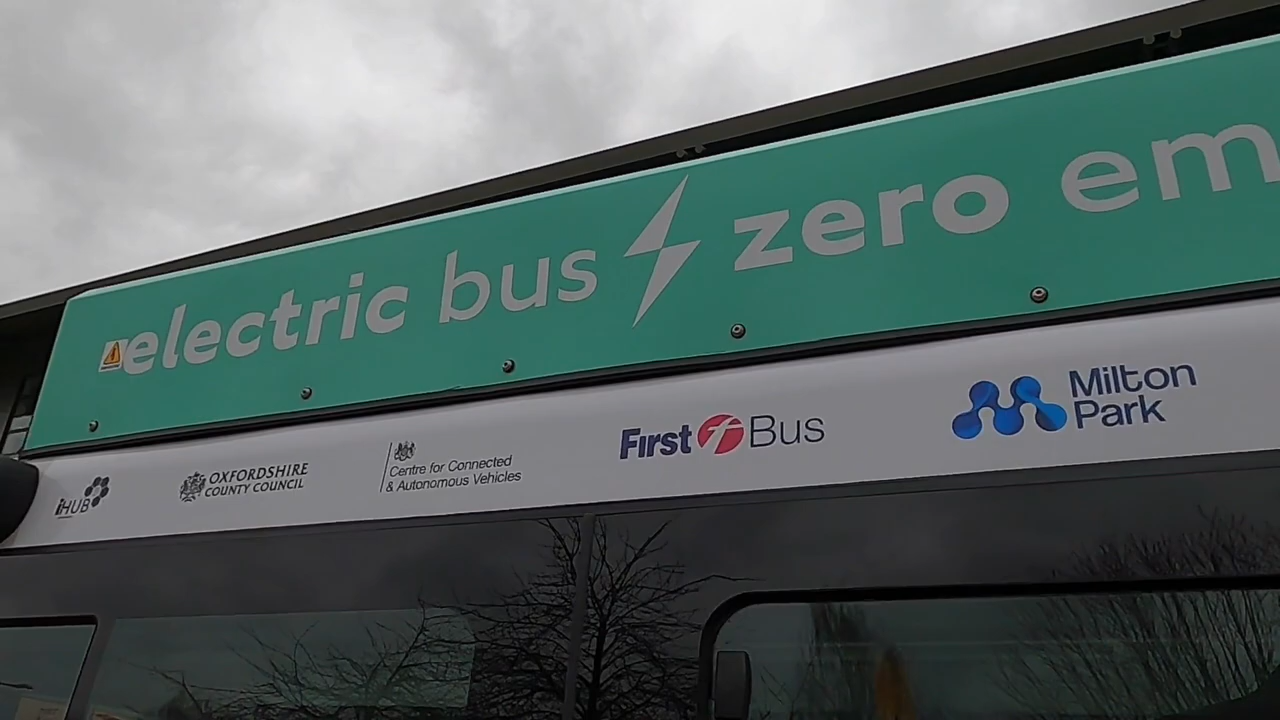 electric bus zero em
iHUB
OXFORDSHIRE
COUNTY COUNCIL
Centre for Connected
& Autonomous Vehicles
First Bus
Milton
Park